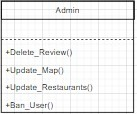 Admin
+Delete_Review()
+Update_Map()
+Update_Restaurants()
+Ban_User()